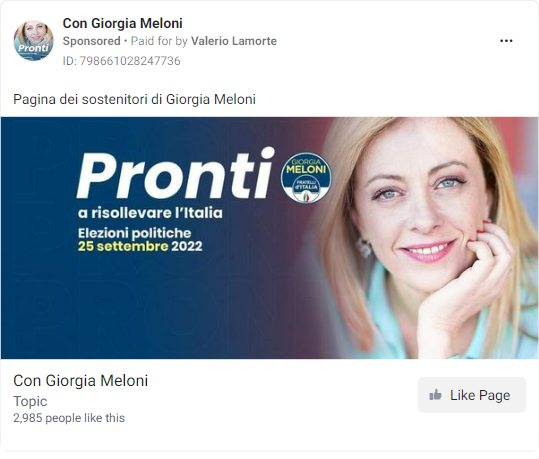 Con Giorgia Meloni
Sponsored • Paid for by Valerio Lamorte
ID: 798661028247736
Pronti
Pagina dei sostenitori di Giorgia Meloni
Pronti
GIORGIA
MELONI
FRATELLI
d'ITALIA
a risollevare l'Italia
Elezioni politiche
25 settembre 2022
Con Giorgia Meloni
Topic
2,985 people like this
Like Page